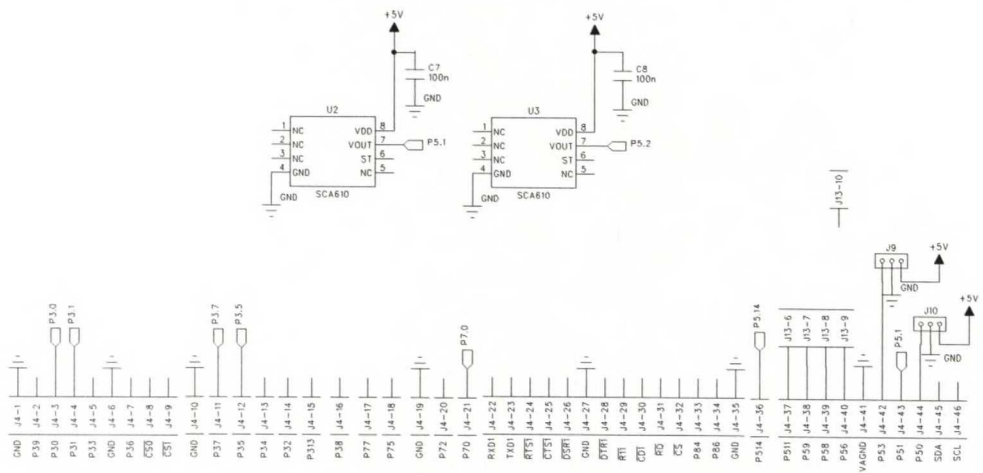 +5V
C7
100n
GND
U2
1 NC VDD 8
2 NC VOUT 7 P5.1
3 NC ST 6
4 GND NC 5
SCA610
GND
+5V
C8
100n
GND
U3
1 NC VDD 8
2 NC VOUT 7 P5.2
3 NC ST 6
4 GND NC 5
SCA610
GND
J13-10
J9
+5V
GND
J10
+5V
GND
P3.0
P3.1
P3.7
P3.5
P7.0
P5.14
J13-6
J13-7
J13-8
J13-9
P5.1
GND J4-1
P39 J4-2
P30 J4-3
P31 J4-4
P33 J4-5
GND J4-6
P36 J4-7
CS0 J4-8
CS1 J4-9
GND J4-10
P37 J4-11
P35 J4-12
P34 J4-13
P32 J4-14
P313 J4-15
P38 J4-16
P77 J4-17
P75 J4-18
GND J4-19
P72 J4-20
P70 J4-21
RXD1 J4-22
TXD1 J4-23
RTS1 J4-24
CTS1 J4-25
DSR1 J4-26
GND J4-27
DTR1 J4-28
RI1 J4-29
CD1 J4-30
RD J4-31
CS J4-32
P84 J4-33
P86 J4-34
GND J4-35
P514 J4-36
P511 J4-37
P59 J4-38
P58 J4-39
P56 J4-40
VAGND J4-41
P53 J4-42
P51 J4-43
P50 J4-44
SDA J4-45
SCL J4-46